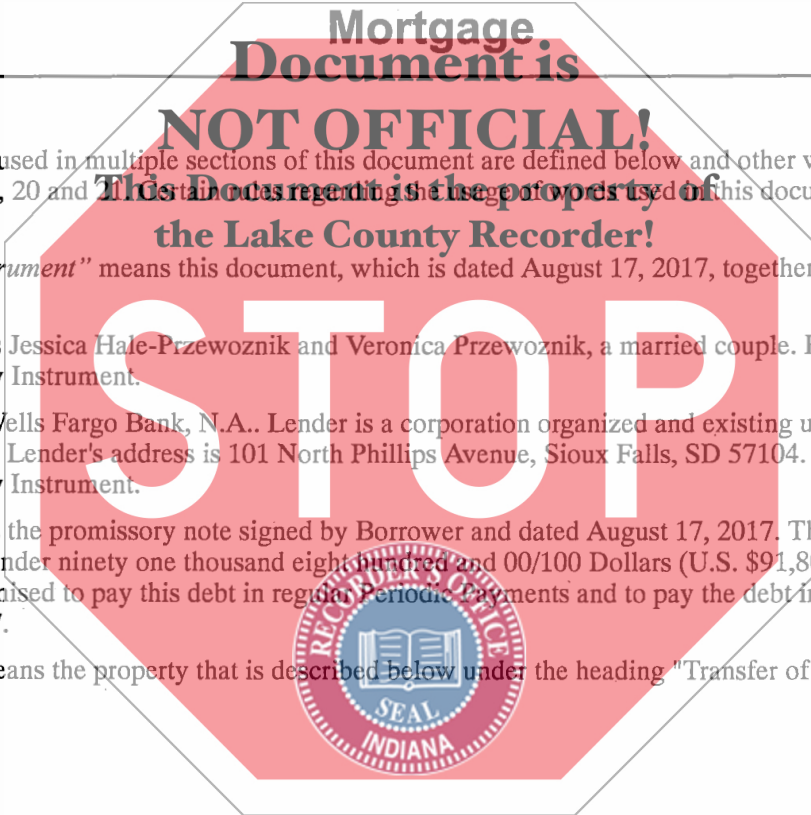 Mortgage
Document is
NOT OFFICIAL!
used in multiple sections of this document are defined below and other w
, 20 and 21. Certain rules regarding the usage of words used in this docu
This Document is the property of
the Lake County Recorder!
rument" means this document, which is dated August 17, 2017, together
Jessica Hale-Przewoznik and Veronica Przewoznik, a married couple.
Instrument.
ells Fargo Bank, N.A.. Lender is a corporation organized and existing u
Lender's address is 101 North Phillips Avenue, Sioux Falls, SD 57104.
Instrument.
STOP
the promissory note signed by Borrower and dated August 17, 2017. Th
nder ninety one thousand eight hundred and 00/100 Dollars (U.S. $91,8
ised to pay this debt in regular Periodic Payments and to pay the debt i
eans the property that is described below under the heading "Transfer of
RECORDER'S OFFICE
SEAL
INDIANA